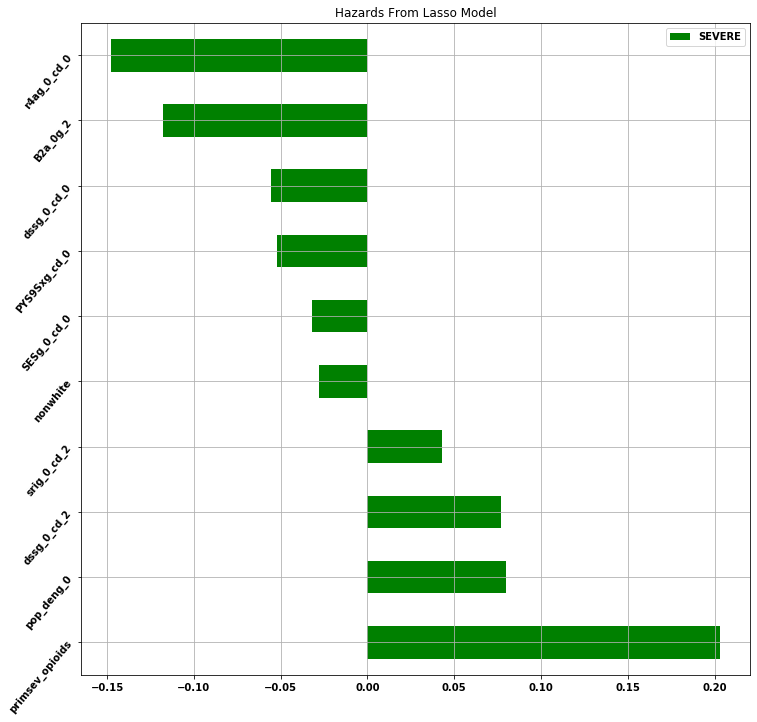 Hazards From Lasso Model
SEVERE
r4ag_0_cd_0
B2a_0g_2
dssg_0_cd_0
PYS9Sxg_cd_0
SESg_0_cd_0
nonwhite
srig_0_cd_2
dssg_0_cd_2
pop_deng_0
primsev_opioids
−0.15 −0.10 −0.05 0.00 0.05 0.10 0.15 0.20